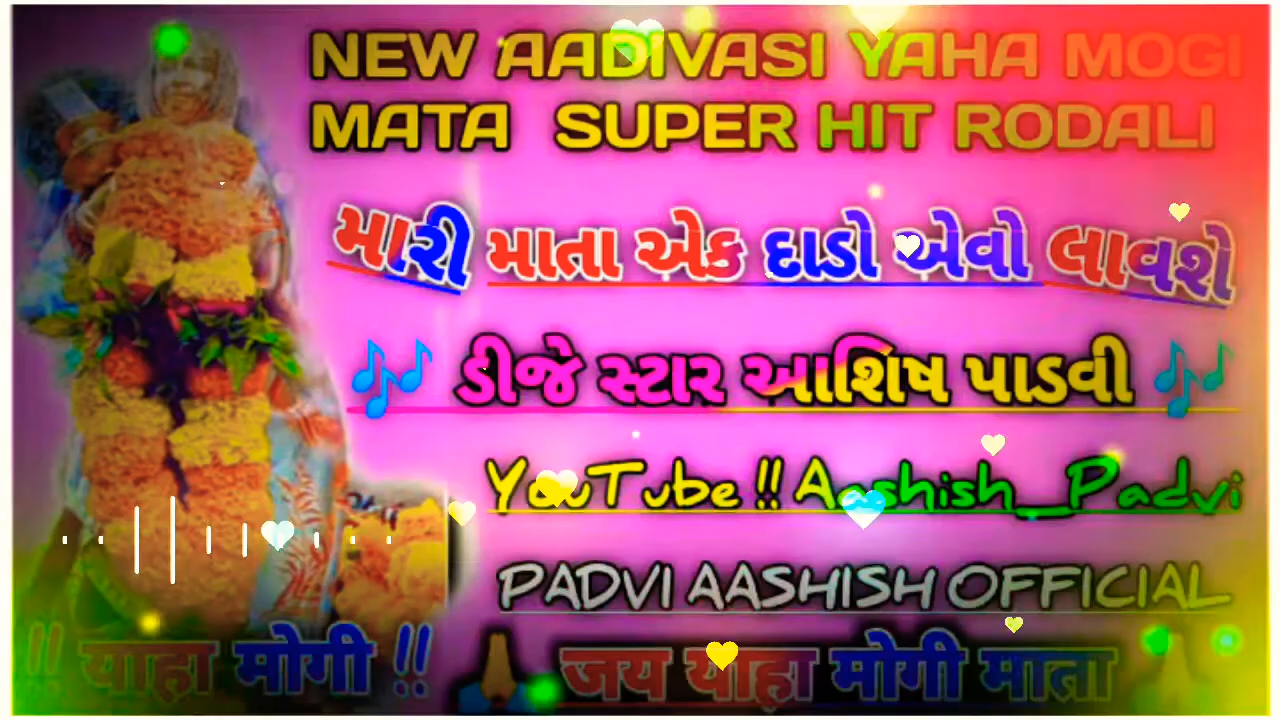 NEW AADIVASI YAHA MOGI
MATA SUPER HIT RODALI
મારી માતા એક દાડો એવો લાવશે
🎶 ડીજે સ્ટાર આશિષ પાડવી 🎶
YouTube !! Aashish_Padvi
PADVI AASHISH OFFICIAL
!! याहा मोगी !!
🙏 जय याहा मोगी माता 🙏